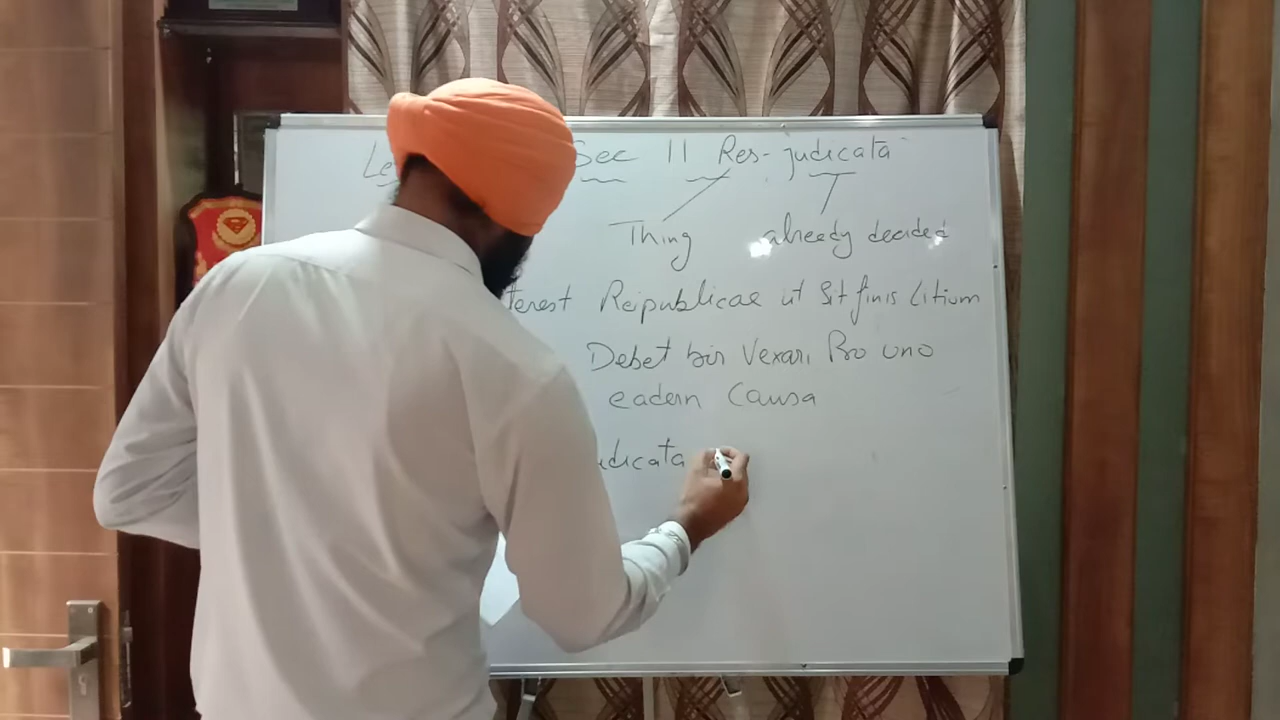 Sec 11 Res-judicata
Thing already decided
terest Reipublicae ut Sit finis Litium
Debet bis Vexari Pro uno
eadem Causa
udicata